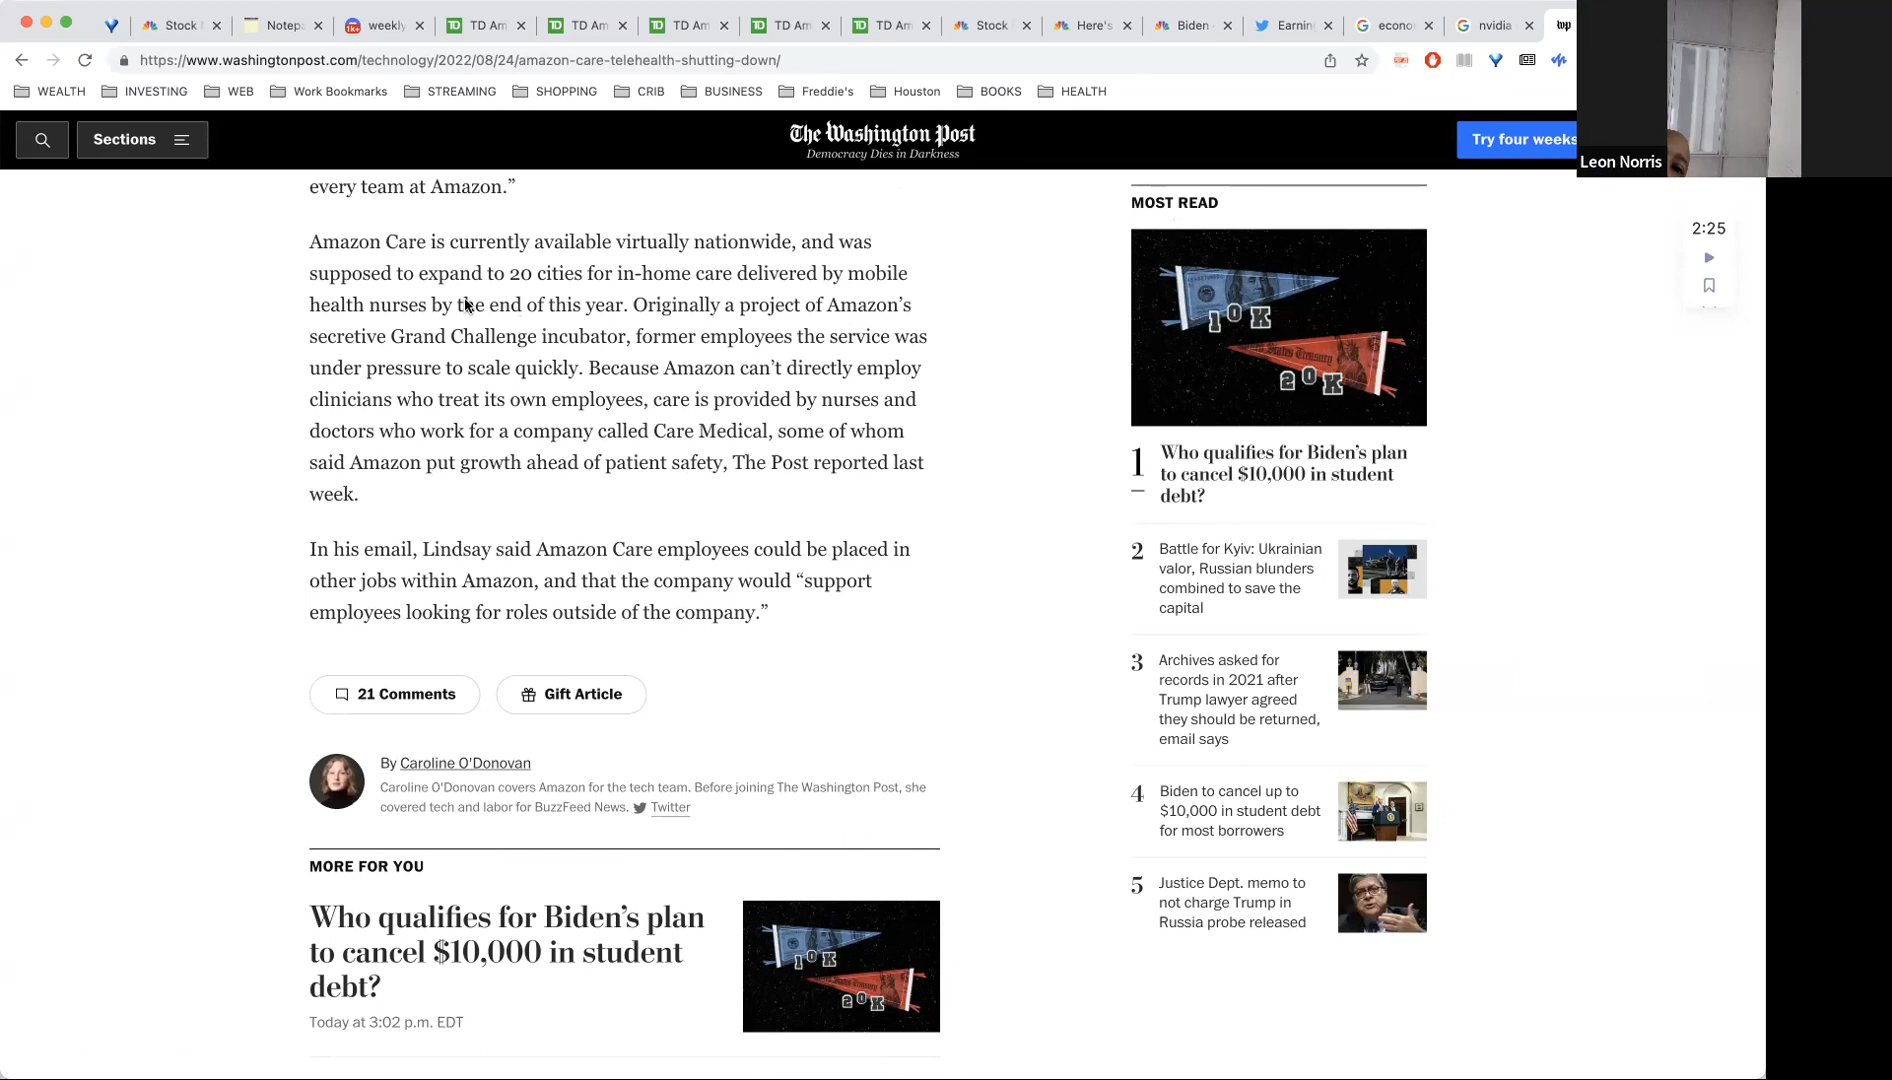 Stock
Notepa
weekly
TD Am
TD Am
TD Am
TD Am
TD Am
Stock
Here's
Biden
Earnin
econo
nvidia
wp
https://www.washingtonpost.com/technology/2022/08/24/amazon-care-telehealth-shutting-down/
WEALTH
INVESTING
WEB
Work Bookmarks
STREAMING
SHOPPING
CRIB
BUSINESS
Freddie's
Houston
BOOKS
HEALTH
Sections
The Washington Post
Democracy Dies in Darkness
Try four weeks
Leon Norris
every team at Amazon.”
Amazon Care is currently available virtually nationwide, and was
supposed to expand to 20 cities for in-home care delivered by mobile
health nurses by the end of this year. Originally a project of Amazon’s
secretive Grand Challenge incubator, former employees the service was
under pressure to scale quickly. Because Amazon can’t directly employ
clinicians who treat its own employees, care is provided by nurses and
doctors who work for a company called Care Medical, some of whom
said Amazon put growth ahead of patient safety, The Post reported last
week.
In his email, Lindsay said Amazon Care employees could be placed in
other jobs within Amazon, and that the company would “support
employees looking for roles outside of the company.”
21 Comments
Gift Article
By Caroline O'Donovan
Caroline O'Donovan covers Amazon for the tech team. Before joining The Washington Post, she
covered tech and labor for BuzzFeed News. Twitter
MORE FOR YOU
Who qualifies for Biden’s plan
to cancel $10,000 in student
debt?
Today at 3:02 p.m. EDT
10K
20K
MOST READ
10K
20K
1
Who qualifies for Biden’s plan
to cancel $10,000 in student
debt?
2
Battle for Kyiv: Ukrainian
valor, Russian blunders
combined to save the
capital
3
Archives asked for
records in 2021 after
Trump lawyer agreed
they should be returned,
email says
4
Biden to cancel up to
$10,000 in student debt
for most borrowers
5
Justice Dept. memo to
not charge Trump in
Russia probe released
2:25